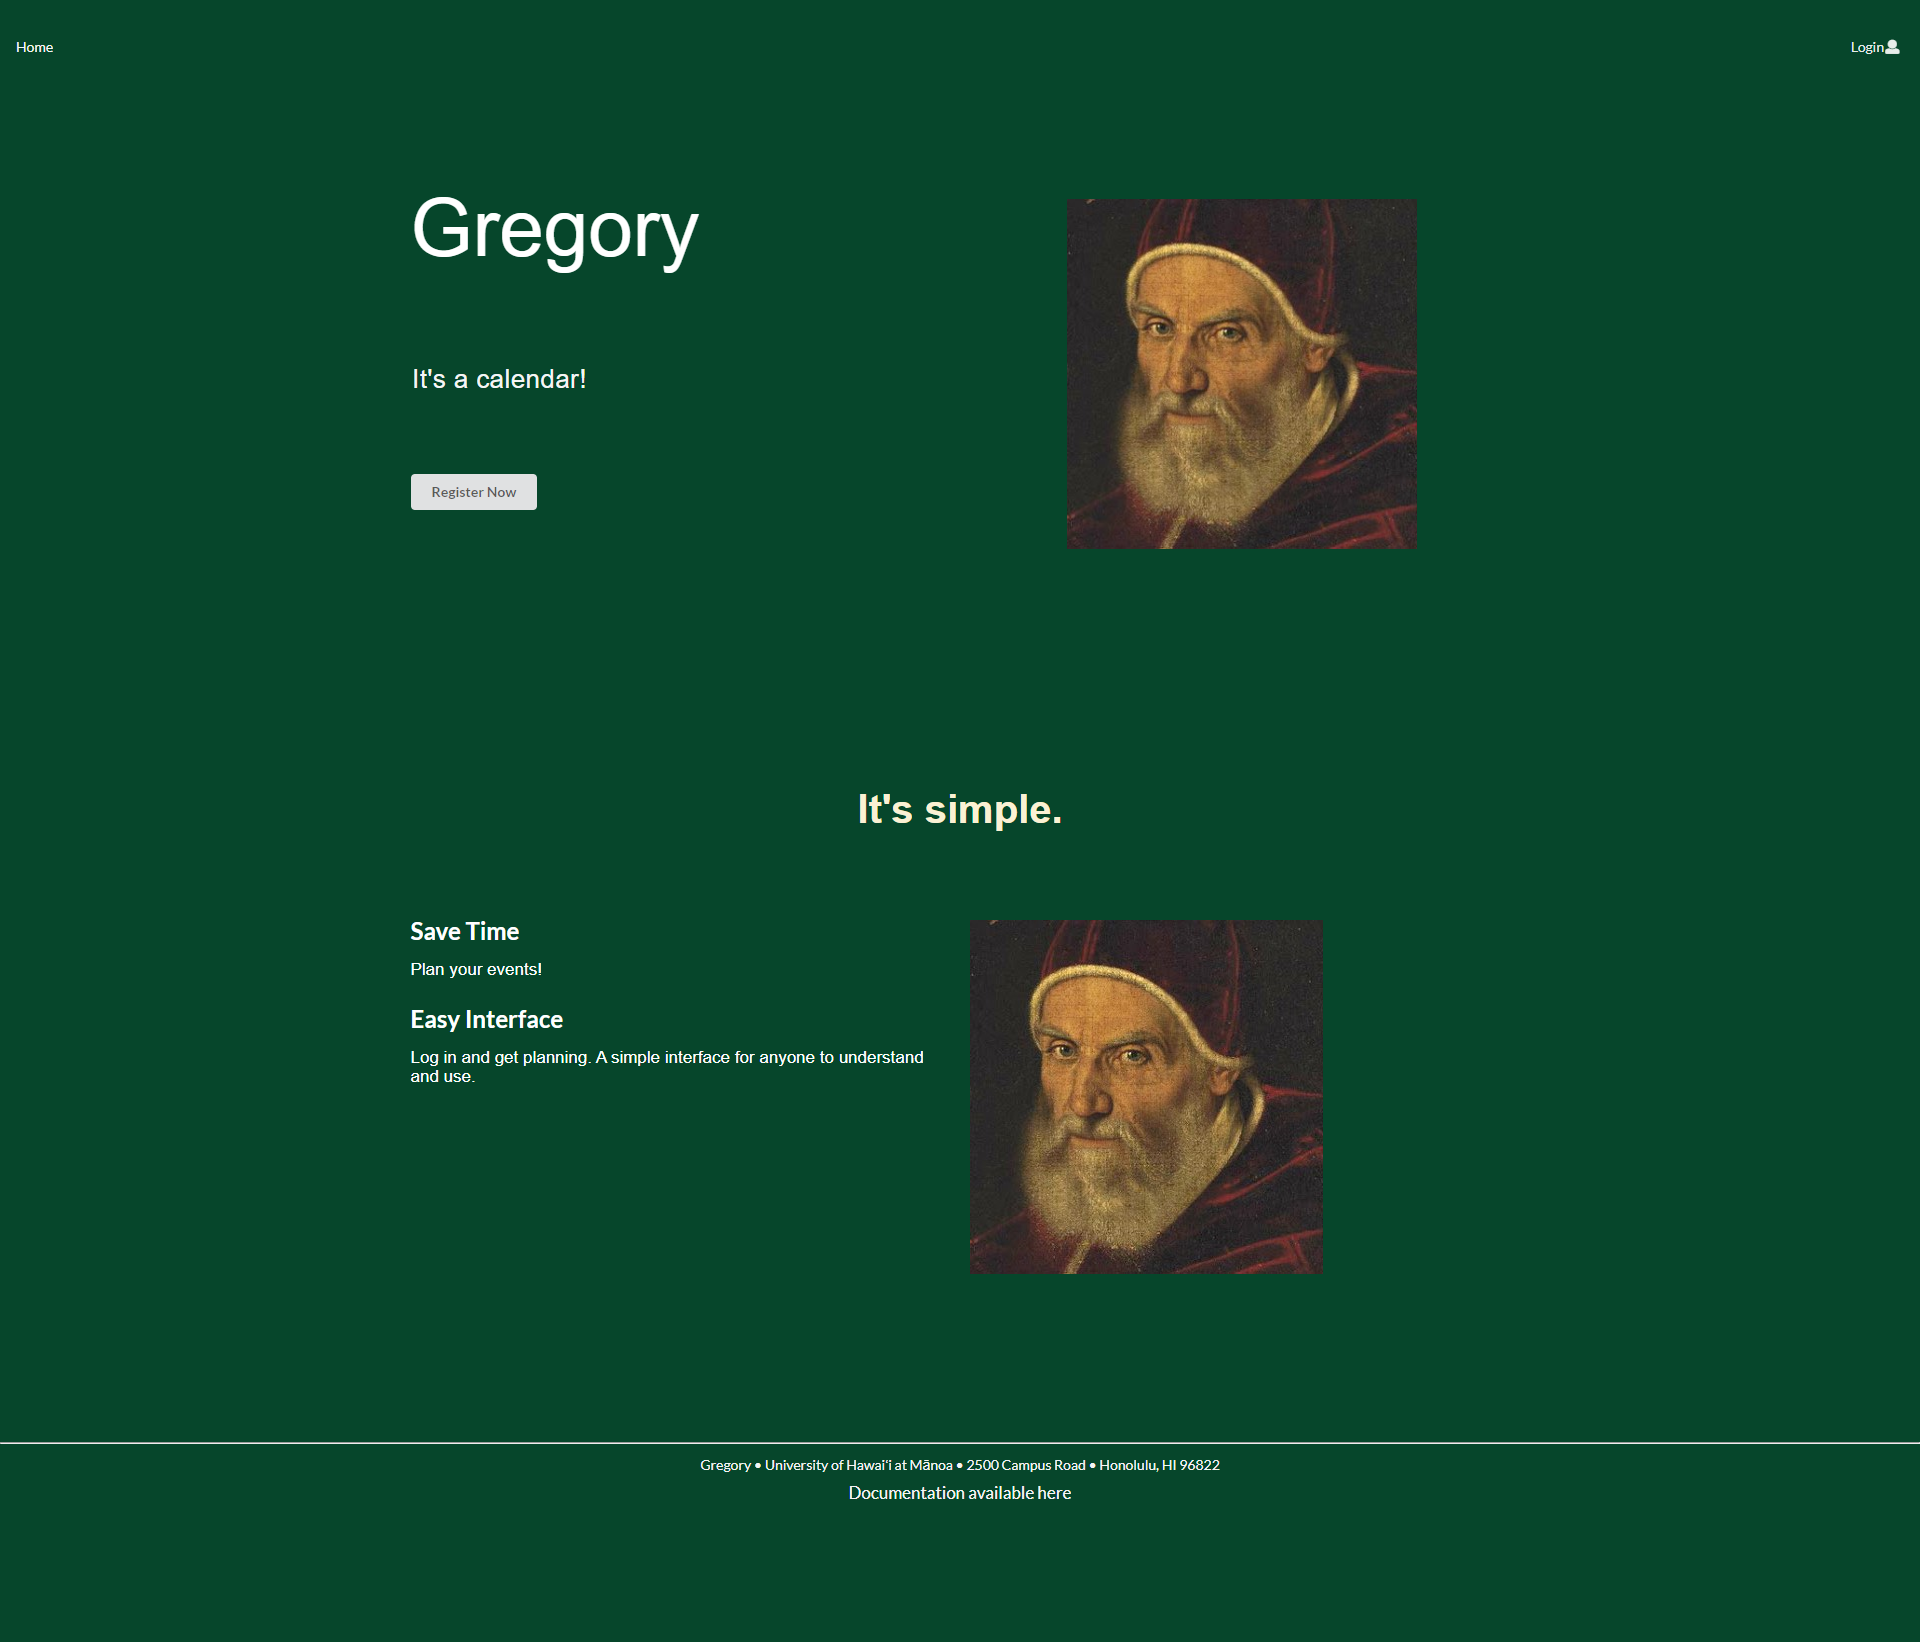 Home
Login
Gregory
It's a calendar!
Register Now
It's simple.
Save Time
Plan your events!
Easy Interface
Log in and get planning. A simple interface for anyone to understand
and use.
Gregory • University of Hawaiʻi at Mānoa • 2500 Campus Road • Honolulu, HI 96822
Documentation available here